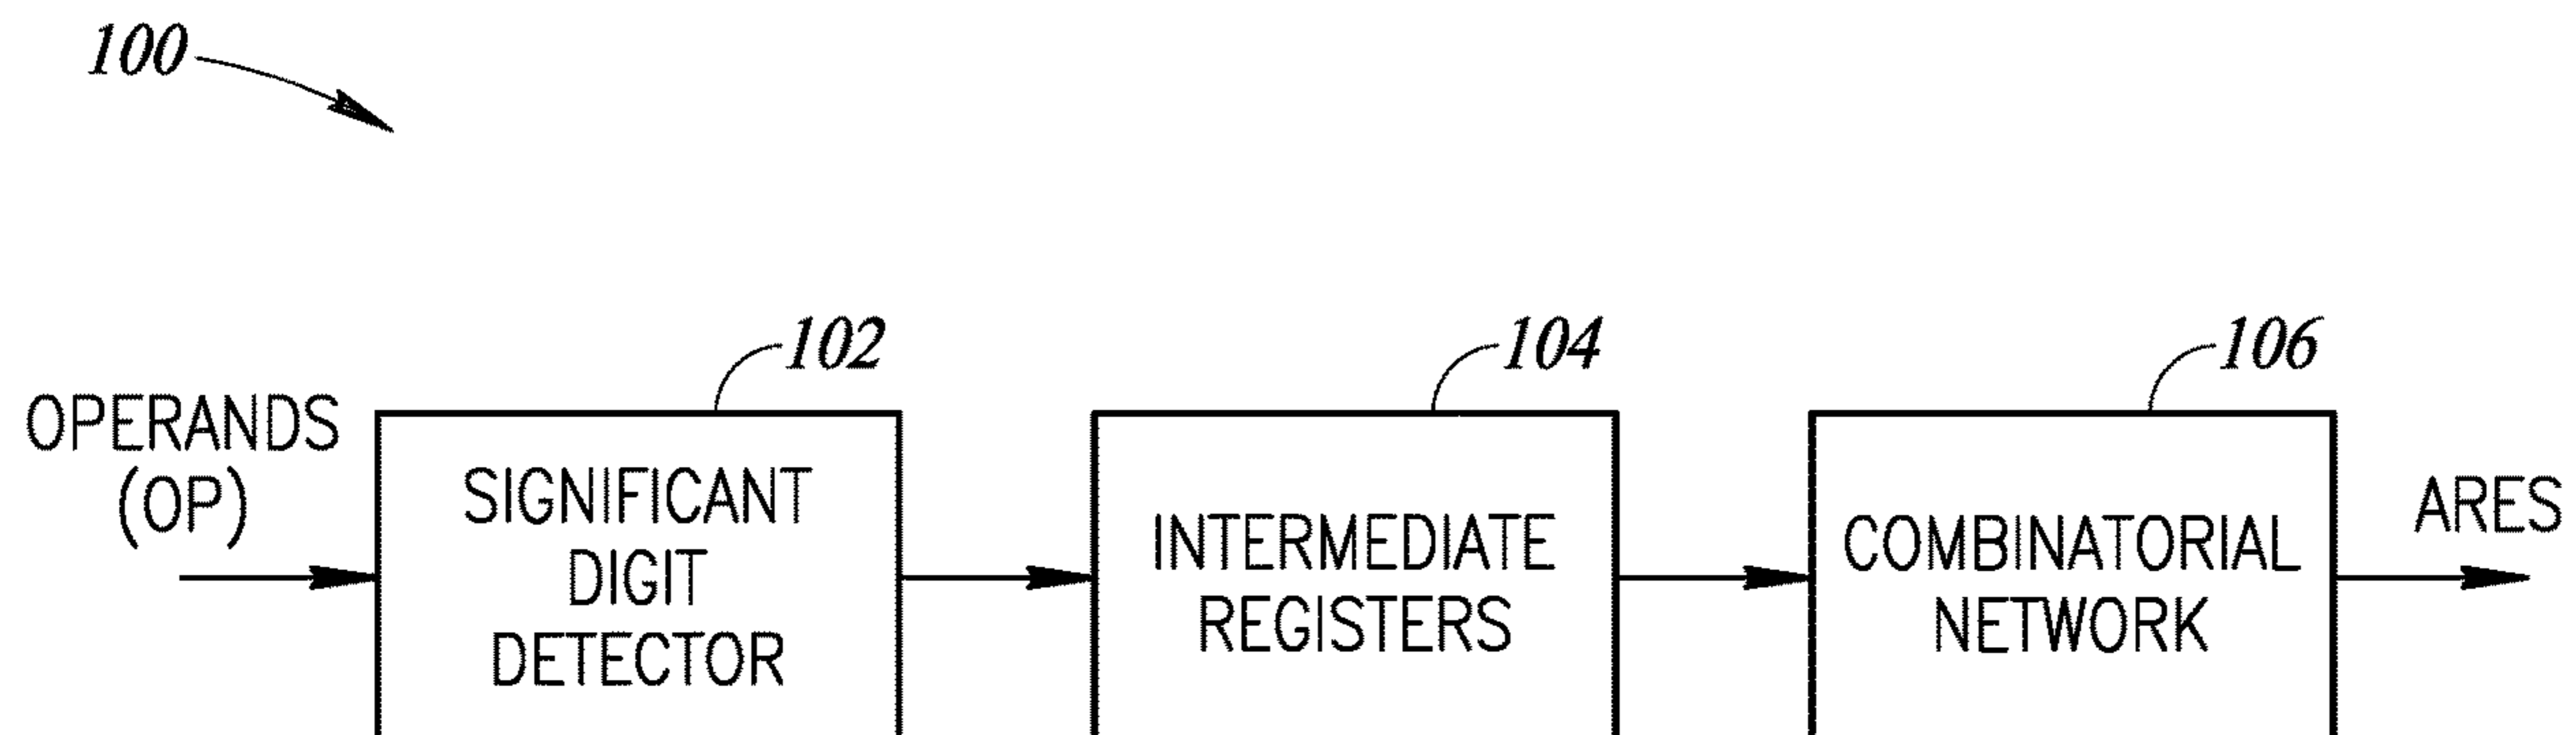 100
102
104
106
OPERANDS
(OP)
SIGNIFICANT
DIGIT
DETECTOR
INTERMEDIATE
REGISTERS
COMBINATORIAL
NETWORK
ARES